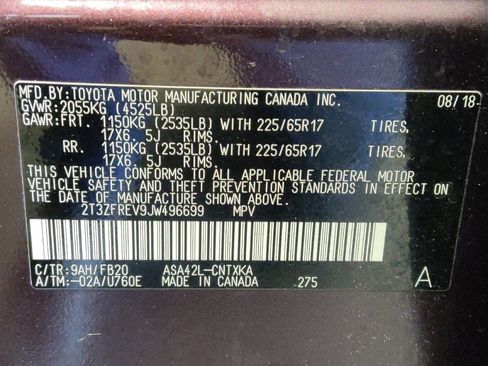 MFD.BY:TOYOTA MOTOR MANUFACTURING CANADA INC. 08/18
GVWR:2055KG (4525LB)
GAWR:FRT. 1150KG (2535LB) WITH 225/65R17 TIRES,
17X6.5J RIMS
RR. 1150KG (2535LB) WITH 225/65R17 TIRES,
17X6.5J RIMS
THIS VEHICLE CONFORMS TO ALL APPLICABLE FEDERAL MOTOR
VEHICLE SAFETY AND THEFT PREVENTION STANDARDS IN EFFECT
ON THE DATE OF MANUFACTURE SHOWN ABOVE.
2T3ZFREV9JW496699 MPV
C/TR:9AH/FB20 ASA42L-CNTXKA
A/TM:-02A/U760E MADE IN CANADA 275 A